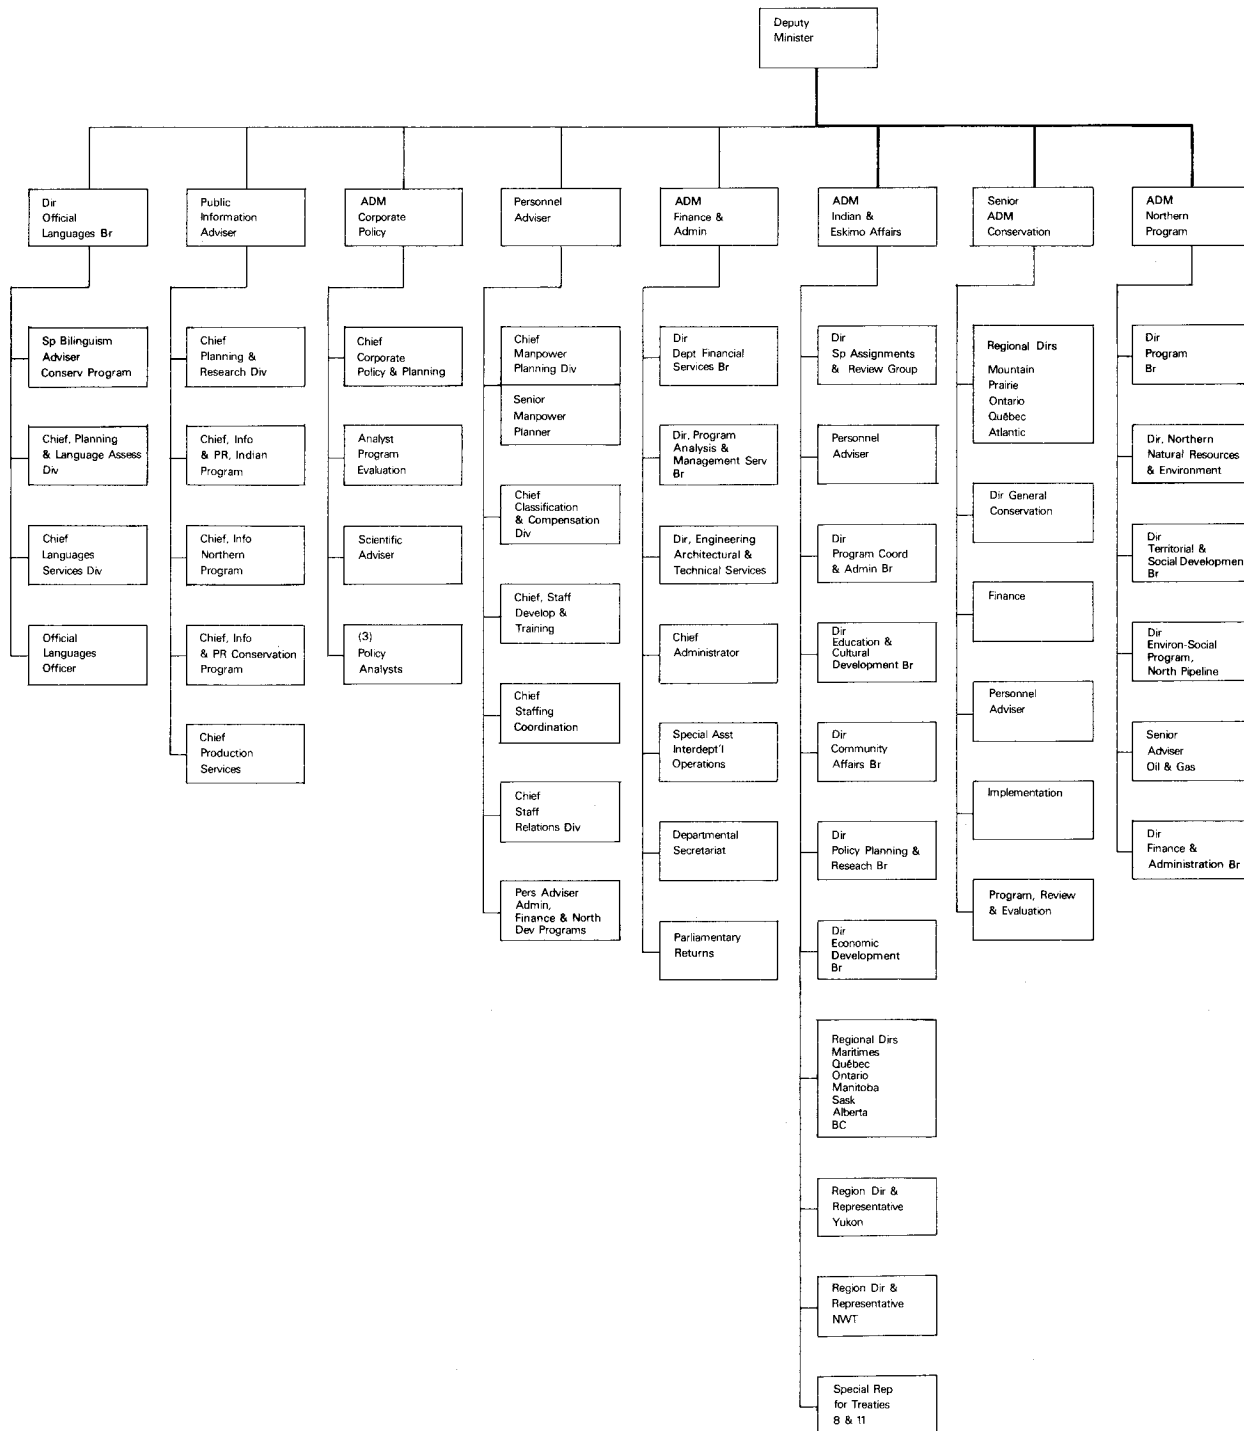 Deputy
Minister
Dir
Official
Languages Br
Public
Information
Adviser
ADM
Corporate
Policy
Personnel
Adviser
ADM
Finance &
Admin
ADM
Indian &
Eskimo Affairs
Senior
ADM
Conservation
ADM
Northern
Program
Sp Bilinguism
Adviser
Conserv Program
Chief, Planning
& Language Assess
Div
Chief
Languages
Services Div
Official
Languages
Officer
Chief
Planning &
Research Div
Chief, Info
& PR, Indian
Program
Chief, Info
Northern
Program
Chief, Info
& PR Conservation
Program
Chief
Production
Services
Chief
Corporate
Policy & Planning
Analyst
Program
Evaluation
Scientific
Adviser
(3)
Policy
Analysts
Chief
Manpower
Planning Div
Senior
Manpower
Planner
Chief
Classification
& Compensation
Div
Chief, Staff
Develop &
Training
Chief
Staffing
Coordination
Chief
Staff
Relations Div
Pers Adviser
Admin,
Finance & North
Dev Programs
Dir
Dept Financial
Services Br
Dir, Program
Analysis &
Management Serv
Br
Dir, Engineering
Architectural &
Technical Services
Chief
Administrator
Special Asst
Interdept'l
Operations
Departmental
Secretariat
Parliamentary
Returns
Dir
Sp Assignments
& Review Group
Personnel
Adviser
Dir
Program Coord
& Admin Br
Dir
Education &
Cultural
Development Br
Dir
Community
Affairs Br
Dir
Policy Planning &
Reseach Br
Dir
Economic
Development
Br
Regional Dirs
Maritimes
Québec
Ontario
Manitoba
Sask
Alberta
BC
Region Dir &
Representative
Yukon
Region Dir &
Representative
NWT
Special Rep
for Treaties
8 & 11
Regional Dirs
Mountain
Prairie
Ontario
Québec
Atlantic
Dir General
Conservation
Finance
Personnel
Adviser
Implementation
Program, Review
& Evaluation
Dir
Program
Br
Dir, Northern
Natural Resources
& Environment
Dir
Territorial &
Social Development
Br
Dir
Environ-Social
Program,
North Pipeline
Senior
Adviser
Oil & Gas
Dir
Finance &
Administration Br